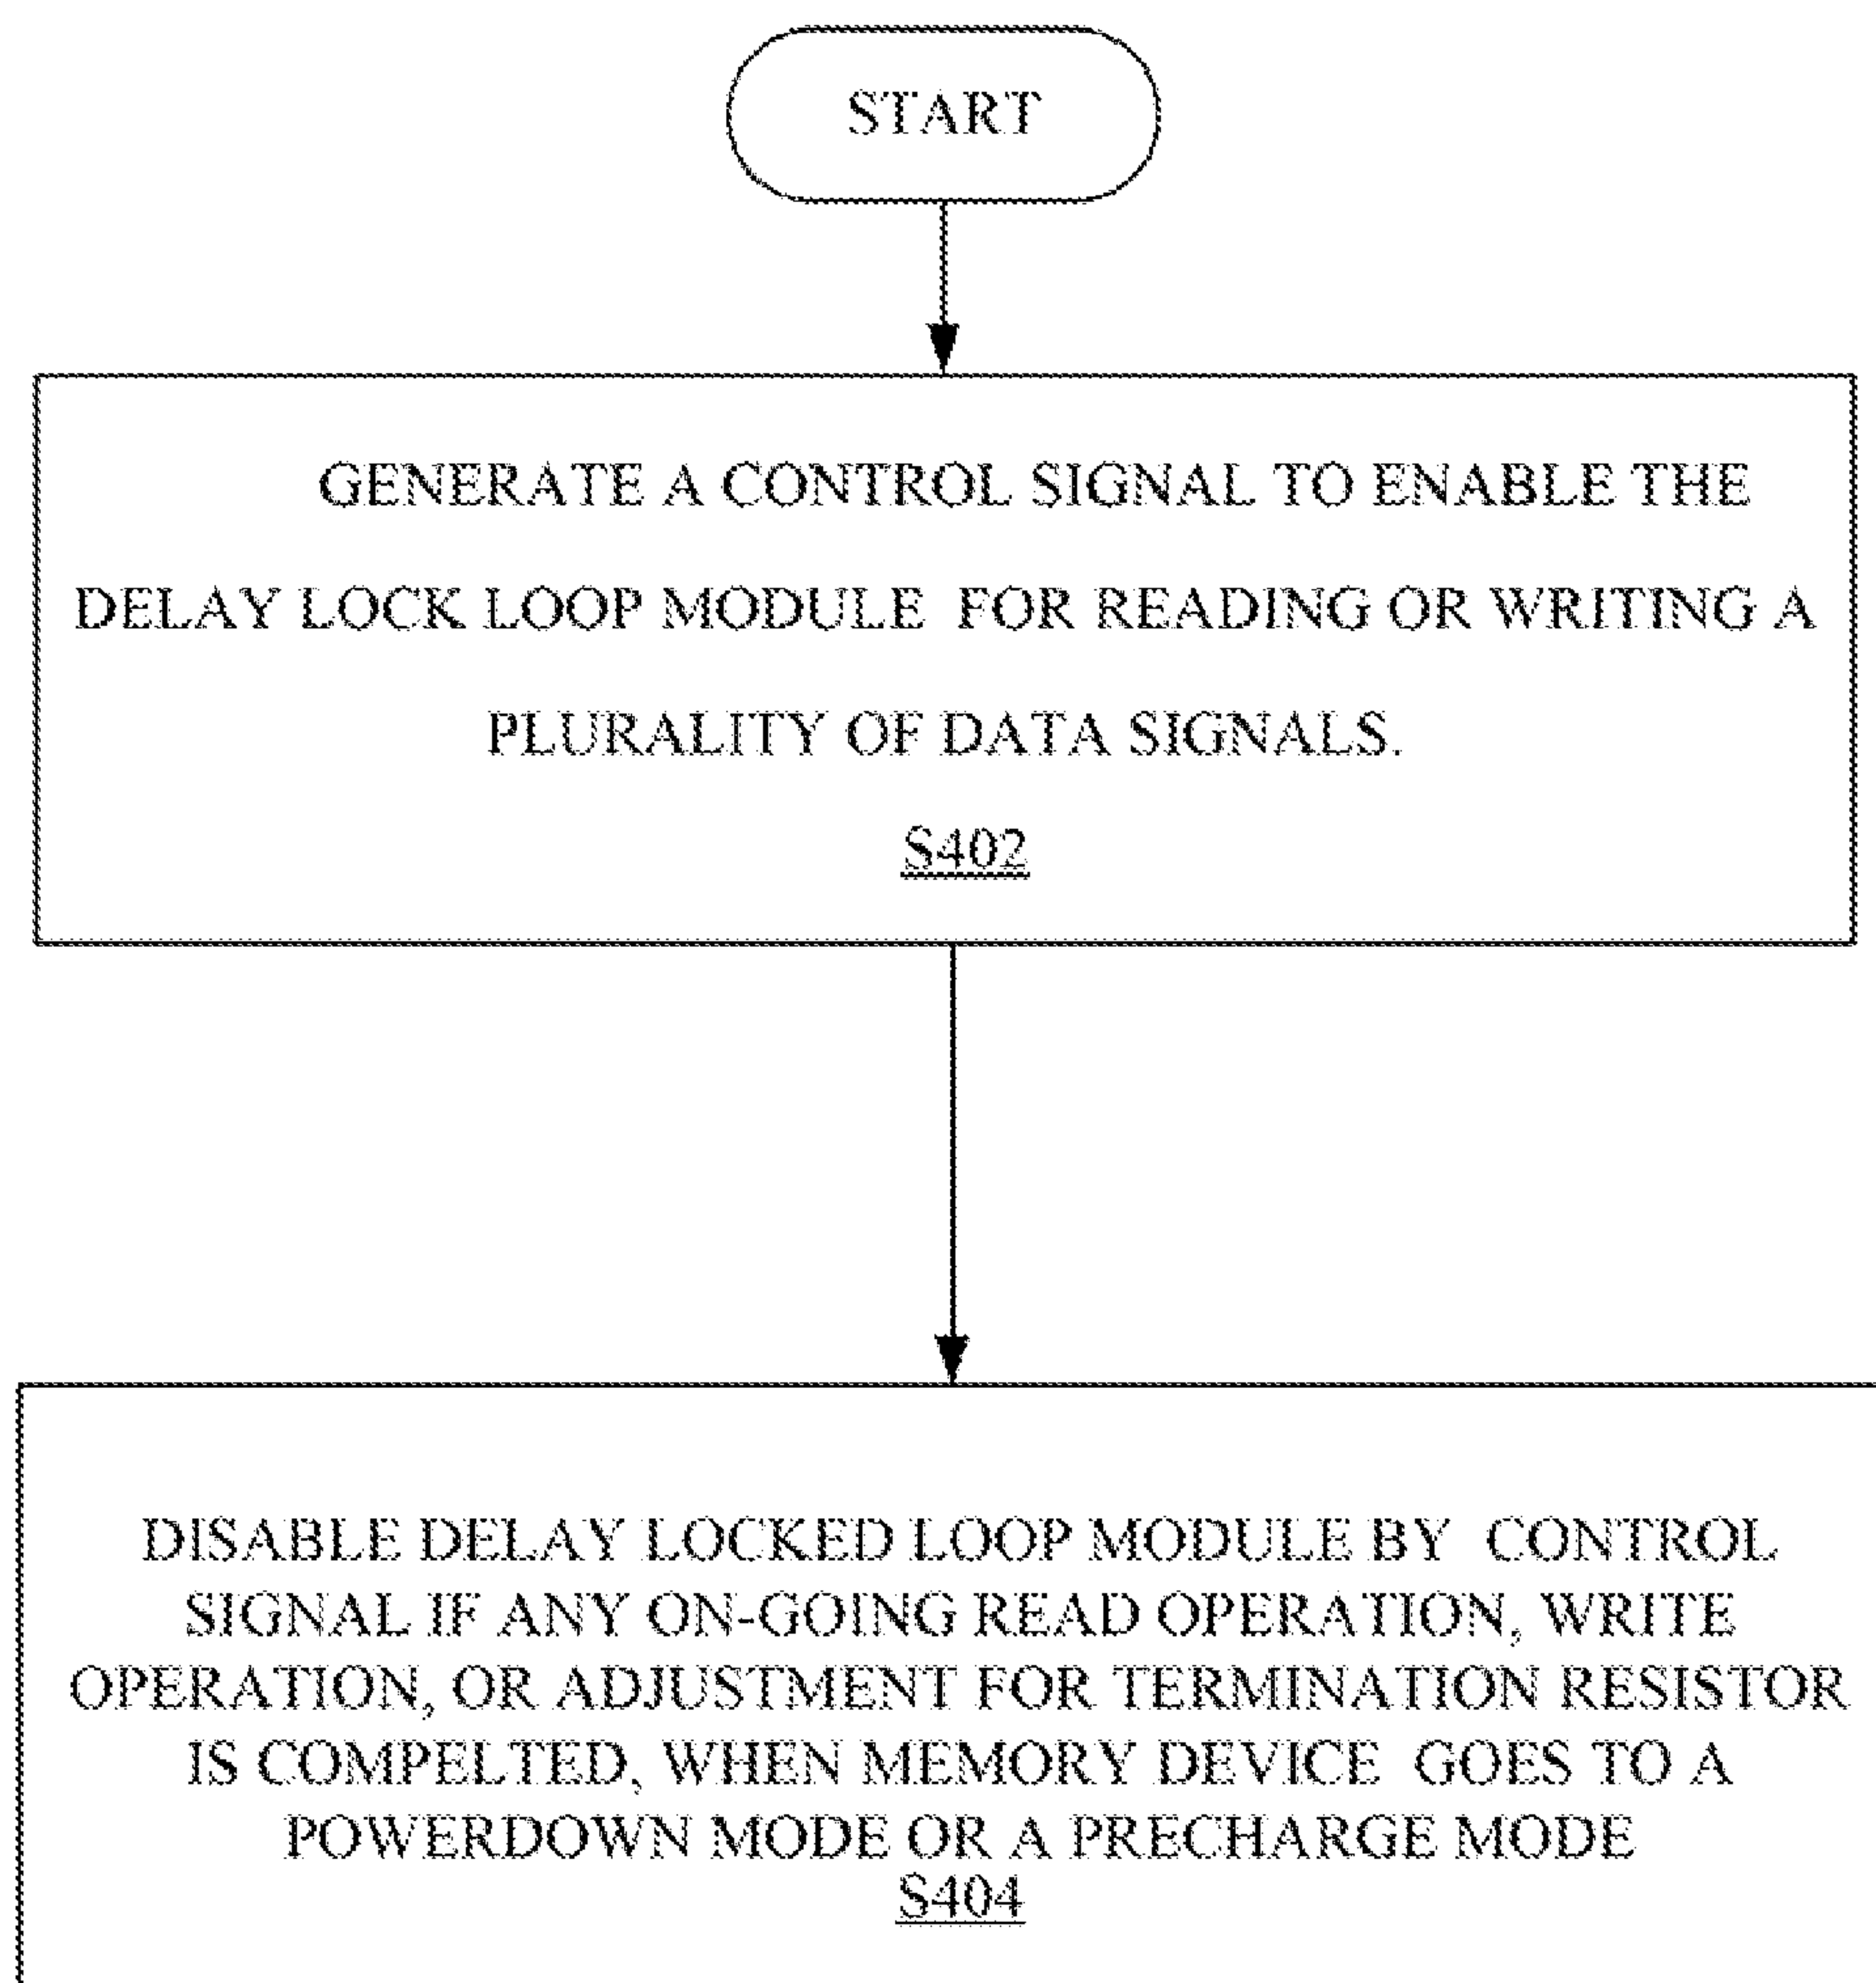 START
GENERATE A CONTROL SIGNAL TO ENABLE THE
DELAY LOCK LOOP MODULE FOR READING OR WRITING A
PLURALITY OF DATA SIGNALS.
S402
DISABLE DELAY LOCKED LOOP MODULE BY CONTROL
SIGNAL IF ANY ON-GOING READ OPERATION, WRITE
OPERATION, OR ADJUSTMENT FOR TERMINATION RESISTOR
IS COMPELTED, WHEN MEMORY DEVICE GOES TO A
POWERDOWN MODE OR A PRECHARGE MODE
S404